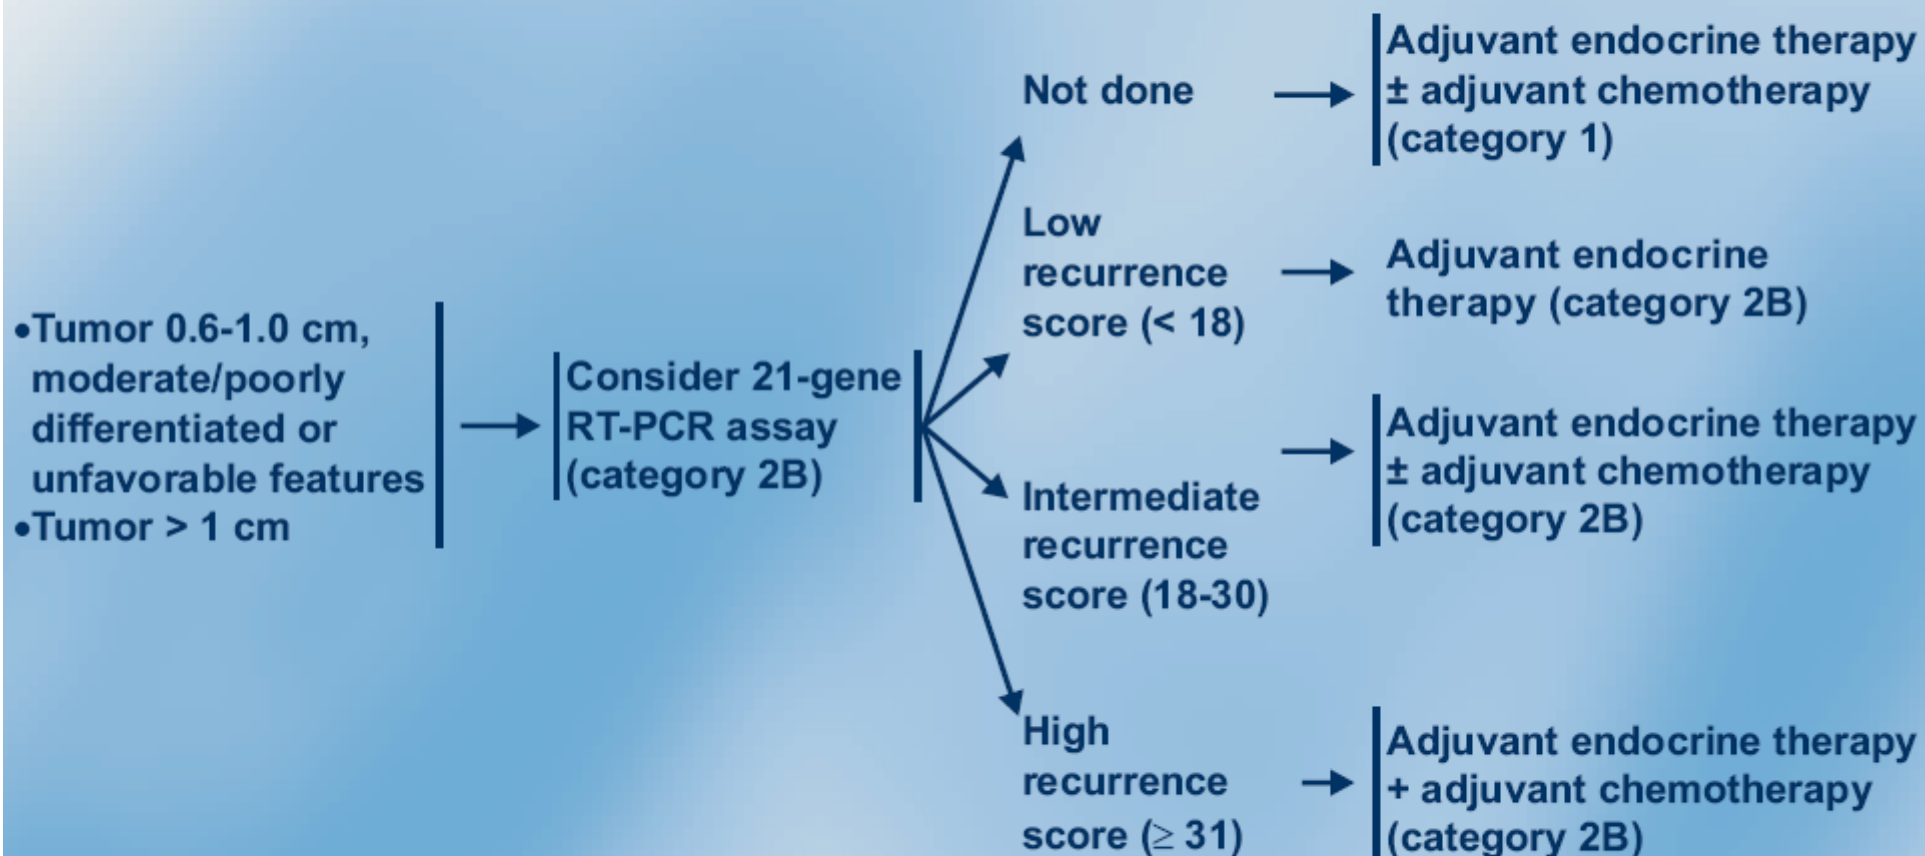 •Tumor 0.6-1.0 cm,
moderate/poorly
differentiated or
unfavorable features
•Tumor > 1 cm
Consider 21-gene
RT-PCR assay
(category 2B)
Not done
Adjuvant endocrine therapy
± adjuvant chemotherapy
(category 1)
Low
recurrence
score (< 18)
Adjuvant endocrine
therapy (category 2B)
Intermediate
recurrence
score (18-30)
Adjuvant endocrine therapy
± adjuvant chemotherapy
(category 2B)
High
recurrence
score (≥ 31)
Adjuvant endocrine therapy
+ adjuvant chemotherapy
(category 2B)